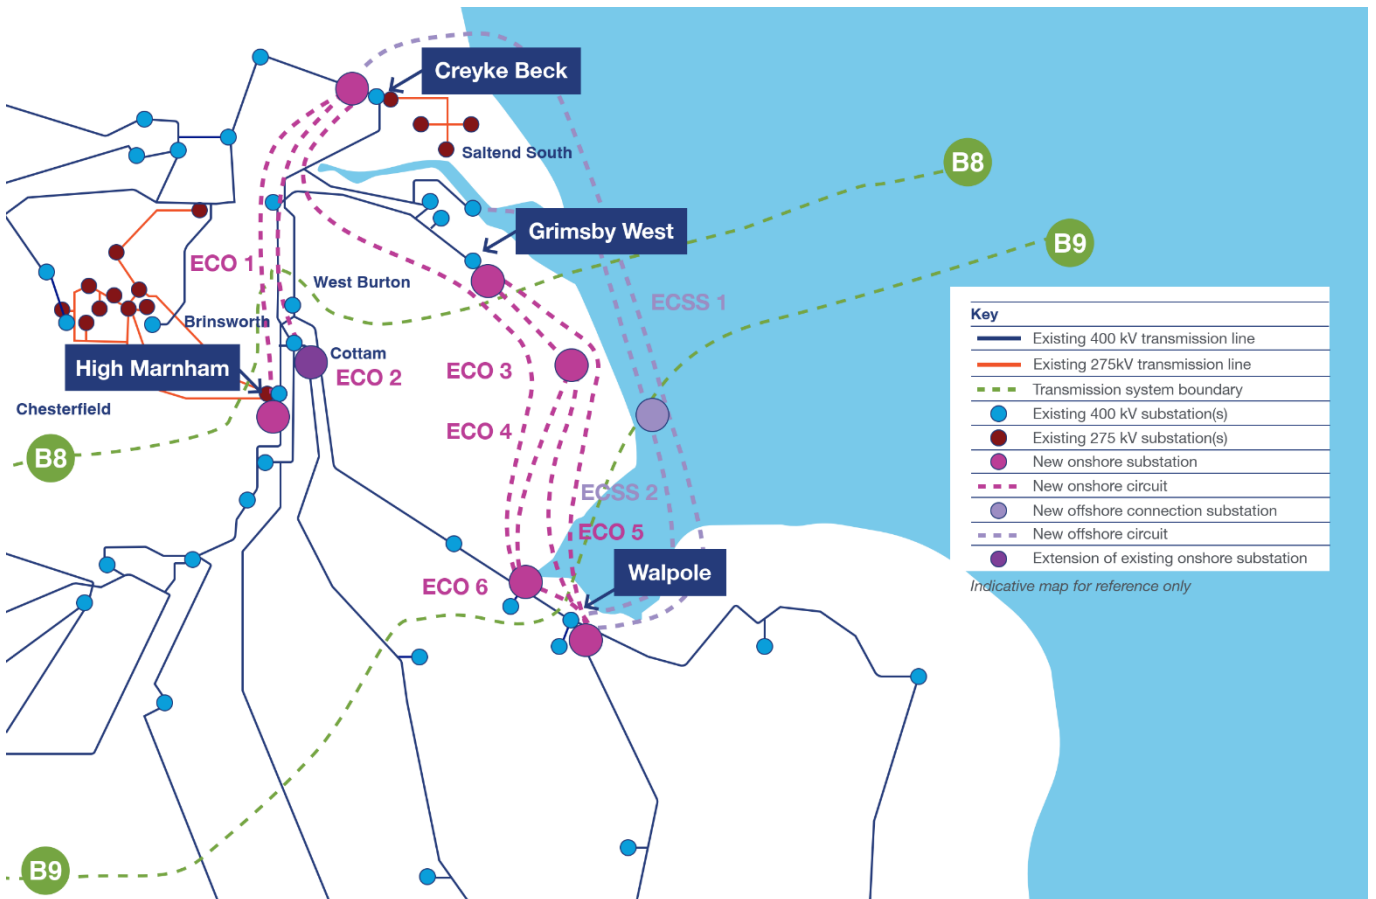 Creyke Beck
Saltend South
B8
Grimsby West
B9
ECO 1
West Burton
ECSS 1
Brinsworth
High Marnham
Cottam
ECO 2
ECO 3
Chesterfield
ECO 4
B8
ECSS 2
ECO 5
Walpole
ECO 6
B9
Key
Existing 400 kV transmission line
Existing 275kV transmission line
Transmission system boundary
Existing 400 kV substation(s)
Existing 275 kV substation(s)
New onshore substation
New onshore circuit
New offshore connection substation
New offshore circuit
Extension of existing onshore substation
Indicative map for reference only